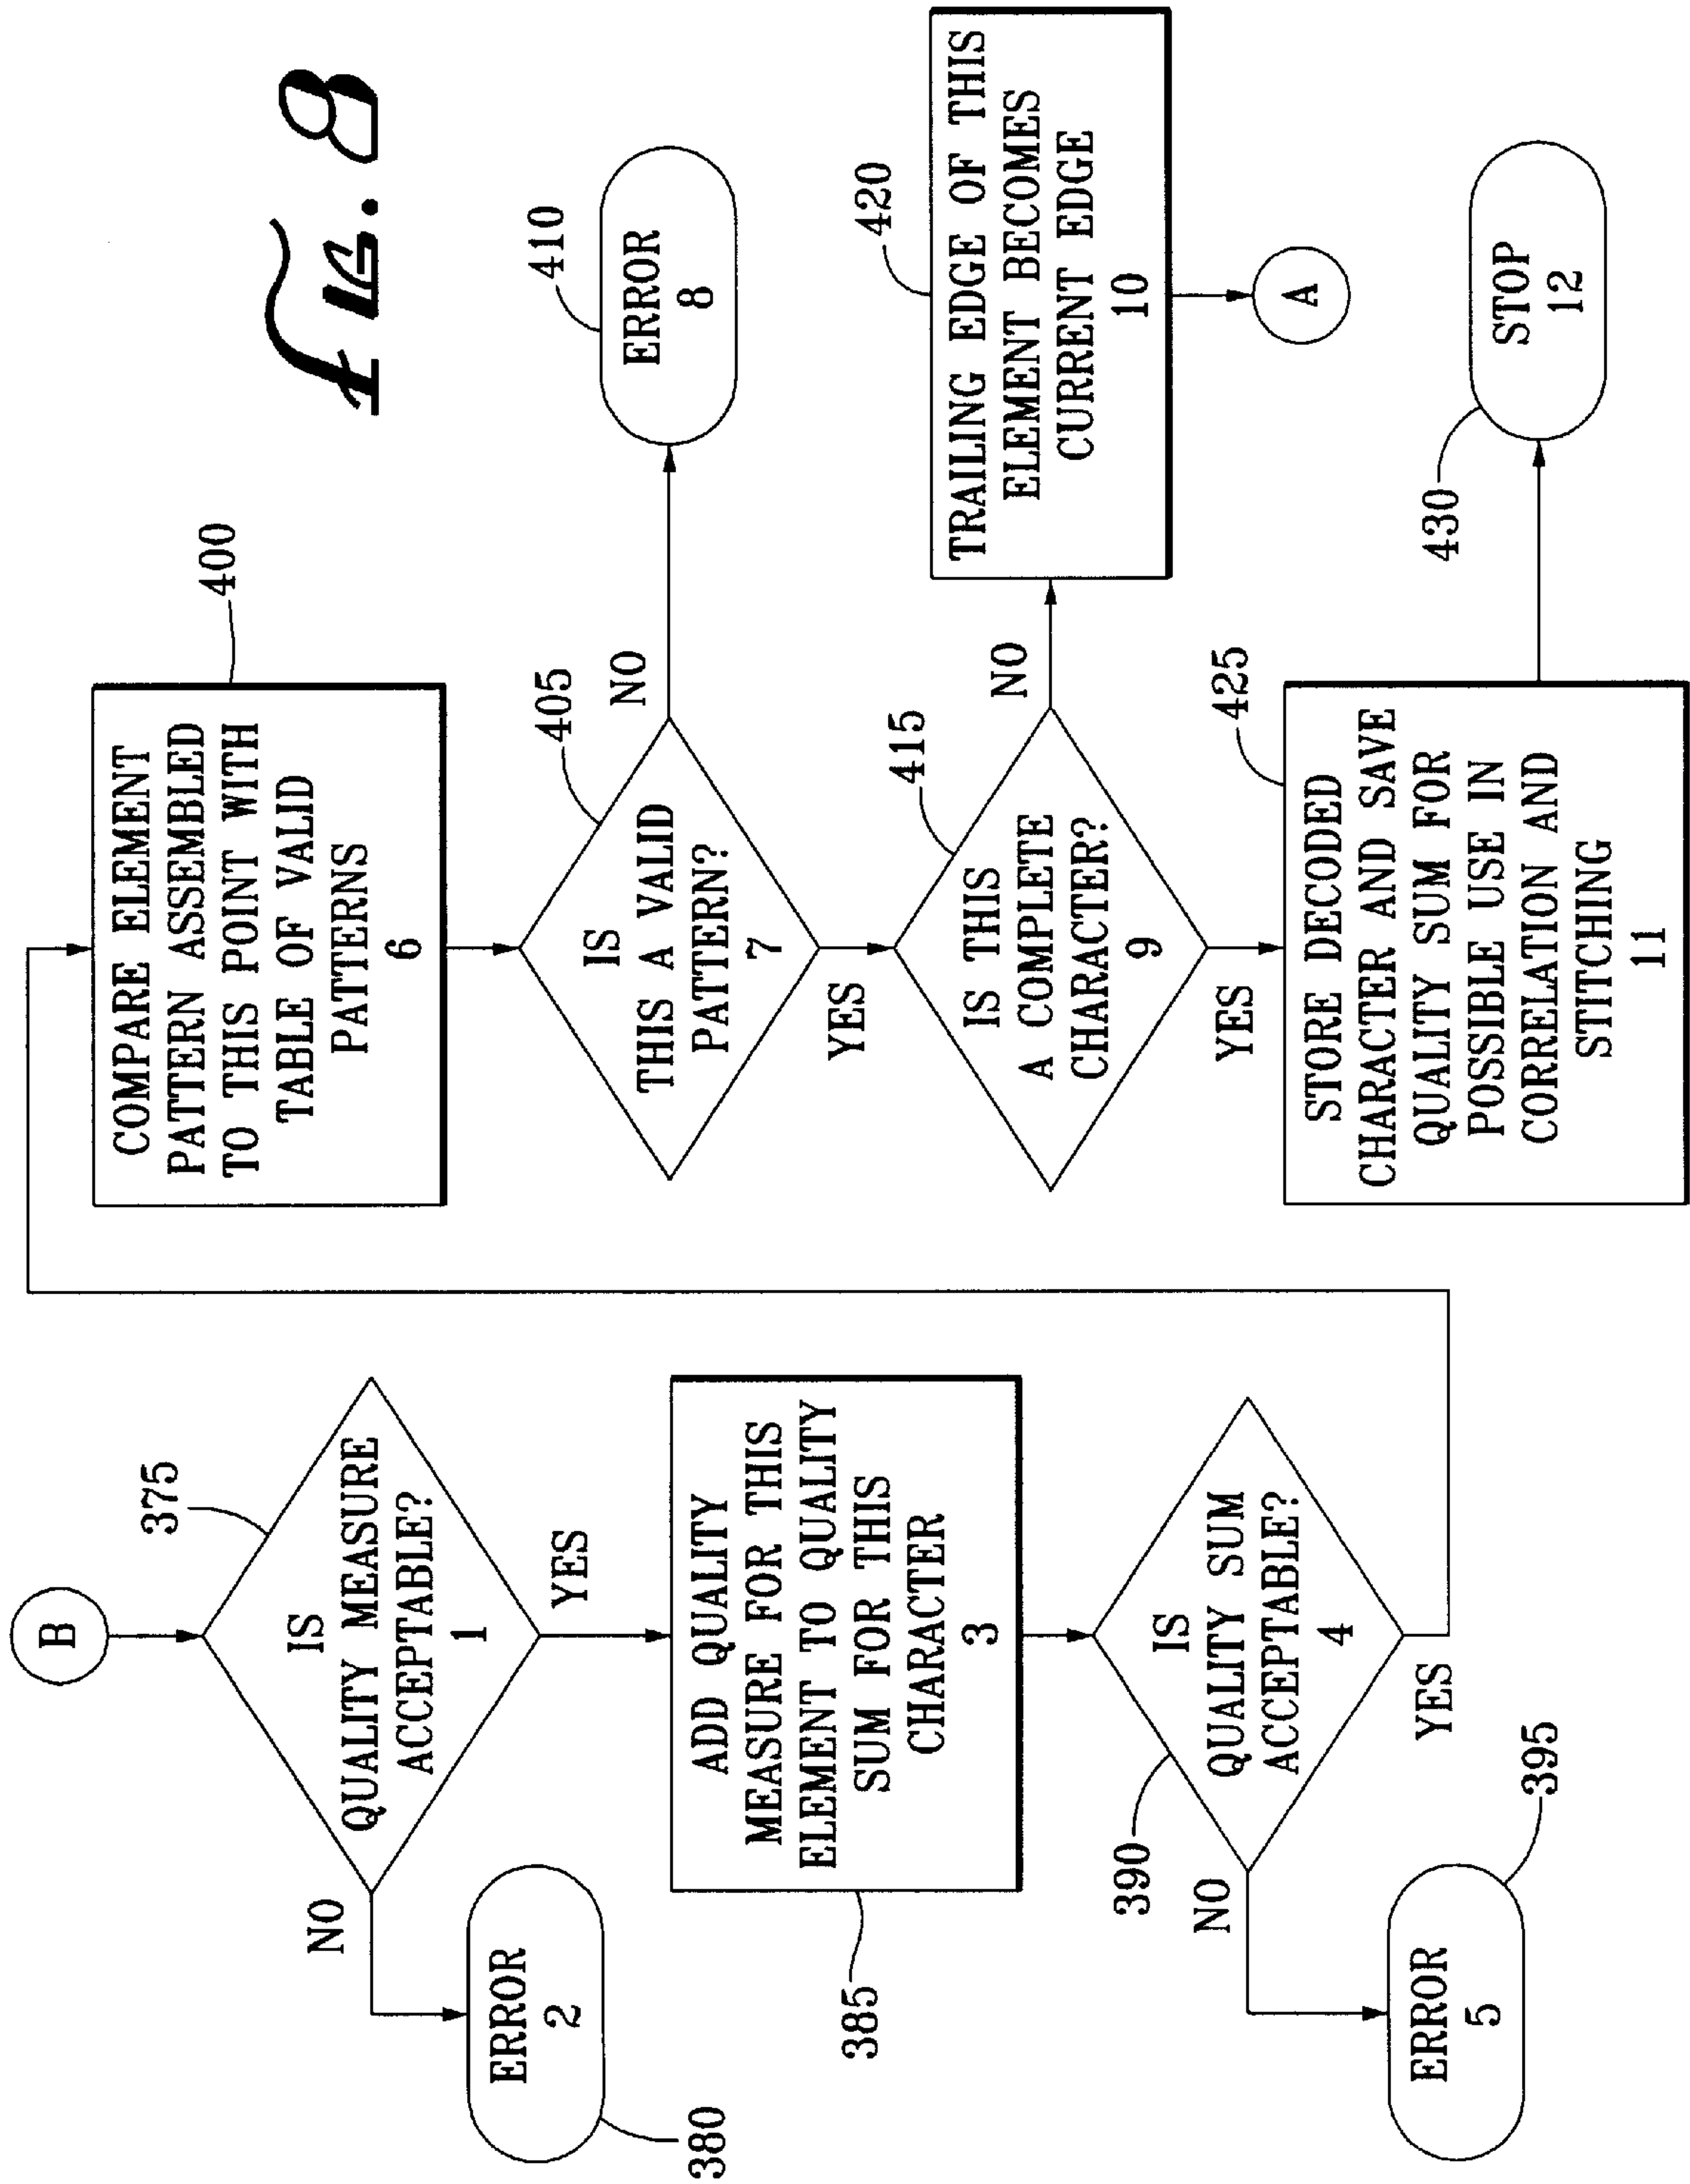 B
375
IS
QUALITY MEASURE
ACCEPTABLE?
1
NO
YES
ERROR
2
380
ADD QUALITY
MEASURE FOR THIS
ELEMENT TO QUALITY
SUM FOR THIS
CHARACTER
3
385
IS
QUALITY SUM
ACCEPTABLE?
4
390
NO
YES
ERROR
5
395
COMPARE ELEMENT
PATTERN ASSEMBLED
TO THIS POINT WITH
TABLE OF VALID
PATTERNS
6
400
IS
THIS A VALID
PATTERN?
7
405
NO
YES
ERROR
8
410
IS THIS
A COMPLETE
CHARACTER?
9
415
NO
YES
TRAILING EDGE OF THIS
ELEMENT BECOMES
CURRENT EDGE
10
420
A
STORE DECODED
CHARACTER AND SAVE
QUALITY SUM FOR
POSSIBLE USE IN
CORRELATION AND
STITCHING
11
425
STOP
12
430
FIG. 8